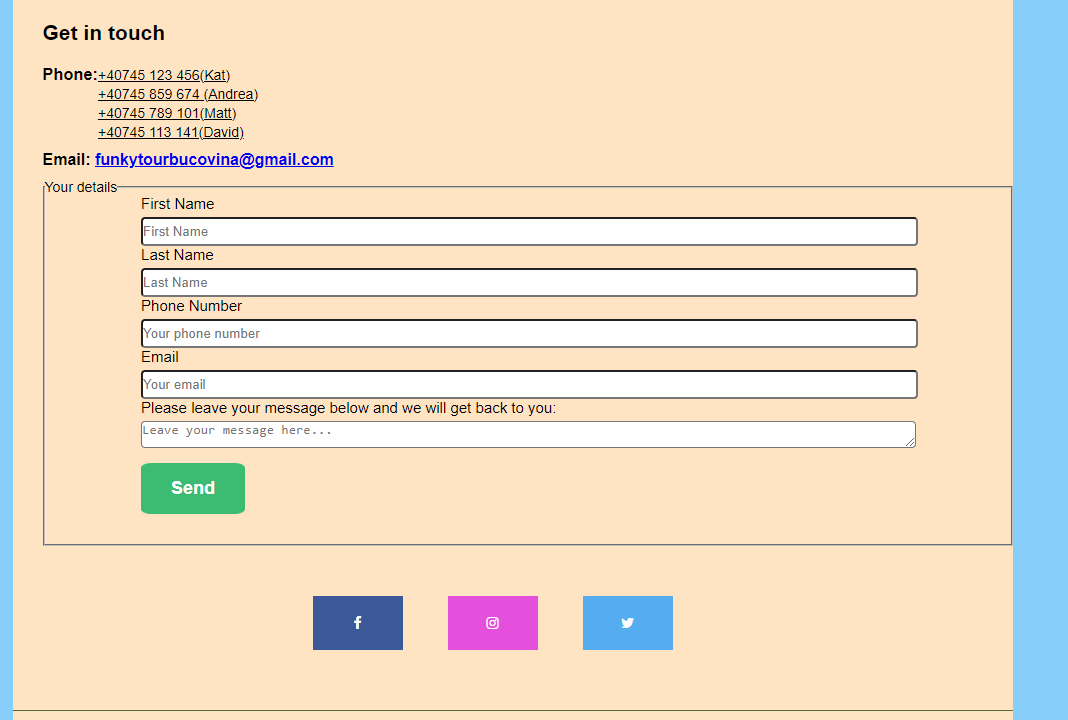 Get in touch
Phone:+40745 123 456(Kat)
+40745 859 674 (Andrea)
+40745 789 101(Matt)
+40745 113 141(David)
Email: funkytourbucovina@gmail.com
Your details
First Name
First Name
Last Name
Last Name
Phone Number
Your phone number
Email
Your email
Please leave your message below and we will get back to you:
Leave your message here...
Send